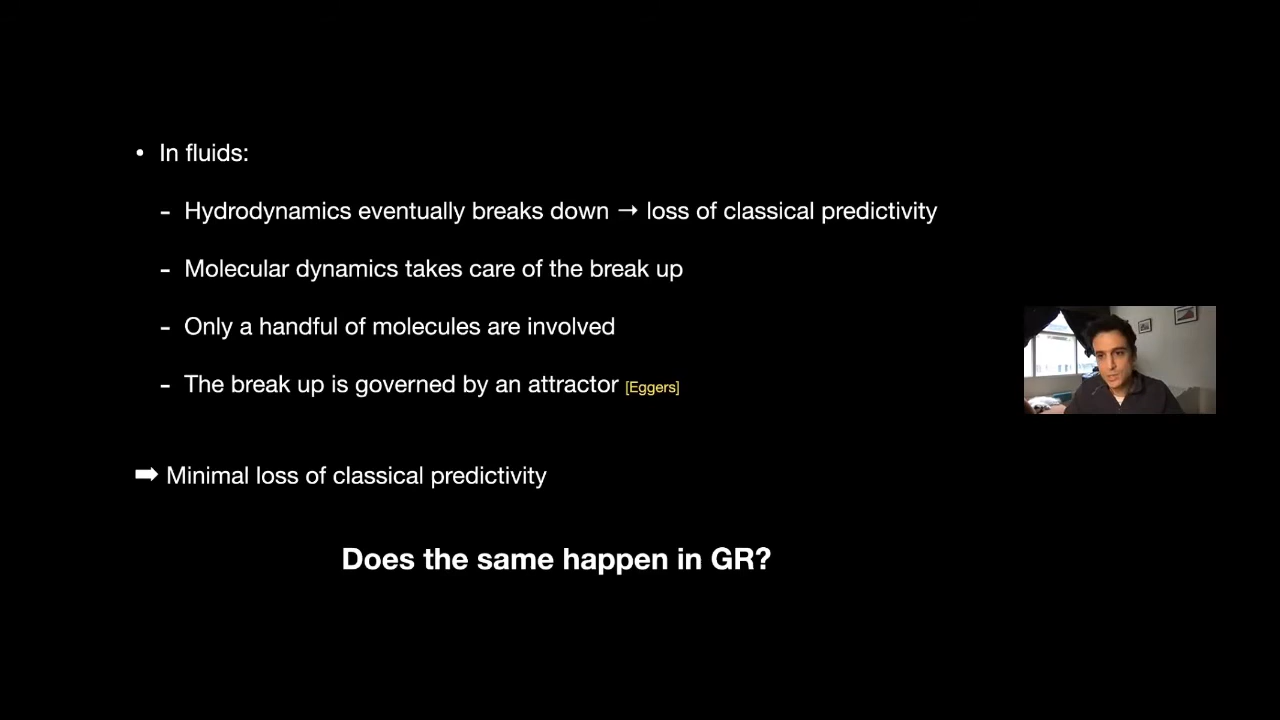 • In fluids:
- Hydrodynamics eventually breaks down → loss of classical predictivity
- Molecular dynamics takes care of the break up
- Only a handful of molecules are involved
- The break up is governed by an attractor [Eggers]
➡ Minimal loss of classical predictivity
Does the same happen in GR?